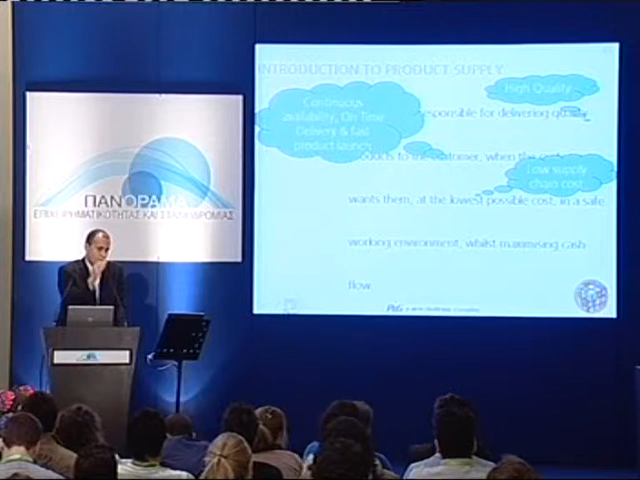 ΠΑΝΟΡΑΜΑ
ΕΠΙΧΕΙΡΗΜΑΤΙΚΟΤΗΤΑΣ ΚΑΙ ΣΤΑΔΙΟΔΡΟΜΙΑΣ
INTRODUCTION TO PRODUCT SUPPLY
High Quality
Continuous
availability, On Time
Delivery & fast
product launch
responsible for delivering quality
products to the customer, when the
Low supply
chain cost
wants them, at the lowest possible cost, in a safe
working environment, whilst maximising cash
flow.
P&G